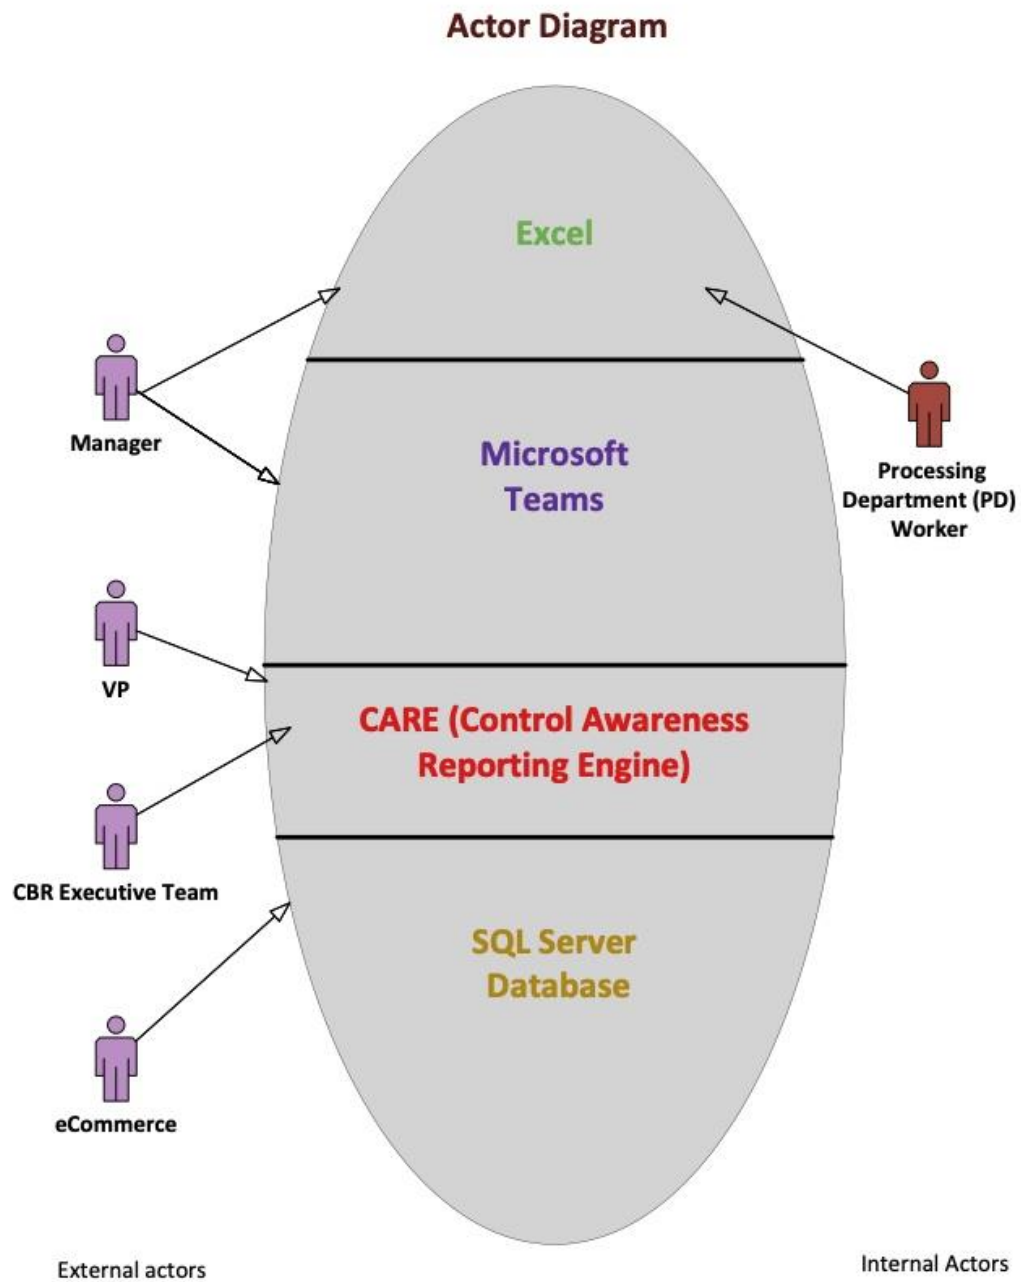 Actor Diagram
Excel
Manager
Microsoft
Teams
Processing
Department (PD)
Worker
VP
CARE (Control Awareness
Reporting Engine)
CBR Executive Team
SQL Server
Database
eCommerce
External actors
Internal Actors